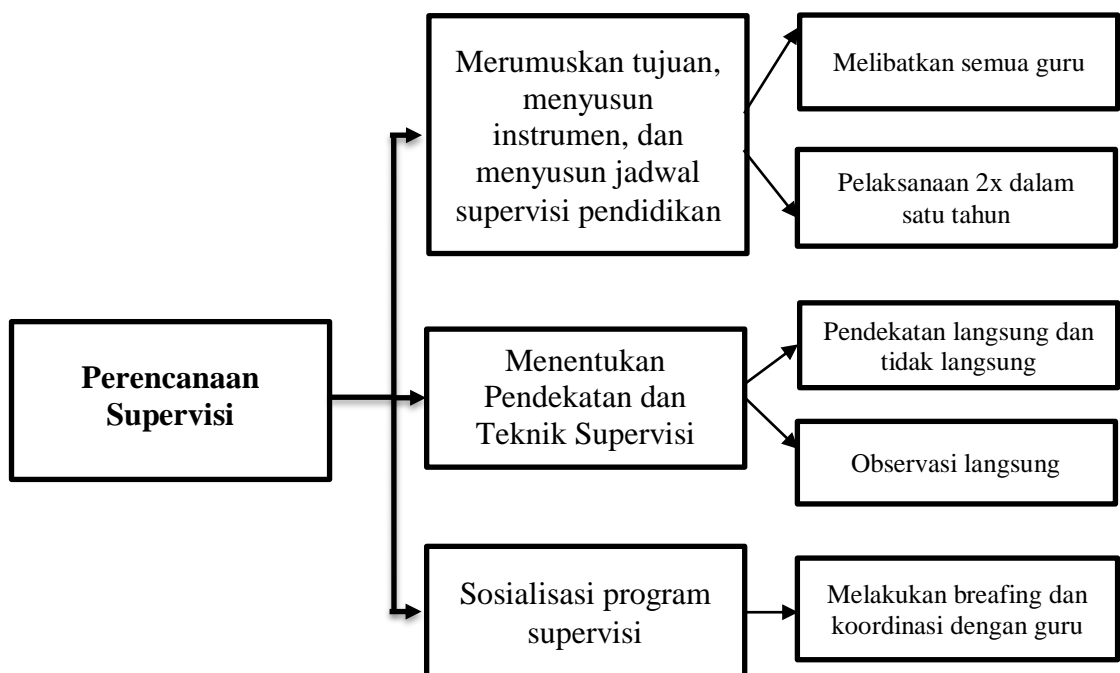 Perencanaan
Supervisi
Merumuskan tujuan,
menyusun
instrumen, dan
menyusun jadwal
supervisi pendidikan
Melibatkan semua guru
Pelaksanaan 2x dalam
satu tahun
Menentukan
Pendekatan dan
Teknik Supervisi
Pendekatan langsung dan
tidak langsung
Observasi langsung
Sosialisasi program
supervisi
Melakukan breafing dan
koordinasi dengan guru